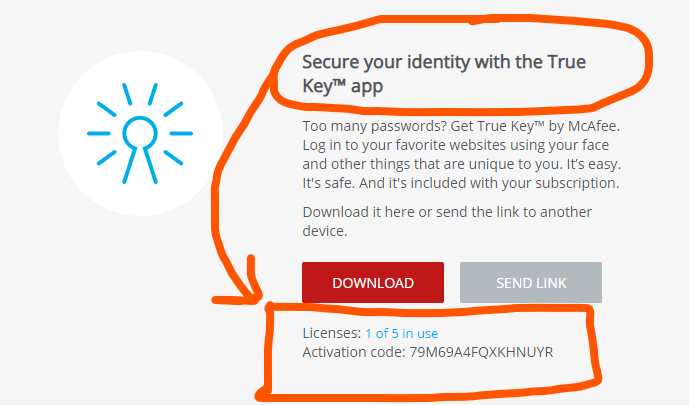 Secure your identity with the True
Key™ app
Too many passwords? Get True Key™ by McAfee.
Log in to your favorite websites using your face
and other things that are unique to you. It’s easy.
It's safe. And it's included with your subscription.
Download it here or send the link to another
device.
DOWNLOAD SEND LINK
Licenses: 1 of 5 in use
Activation code: 79M69A4FQXKHNUYR